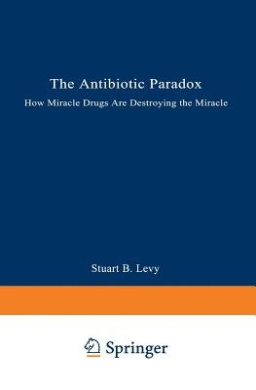 The Antibiotic Paradox
How Miracle Drugs Are Destroying the Miracle
Stuart B. Levy
Springer